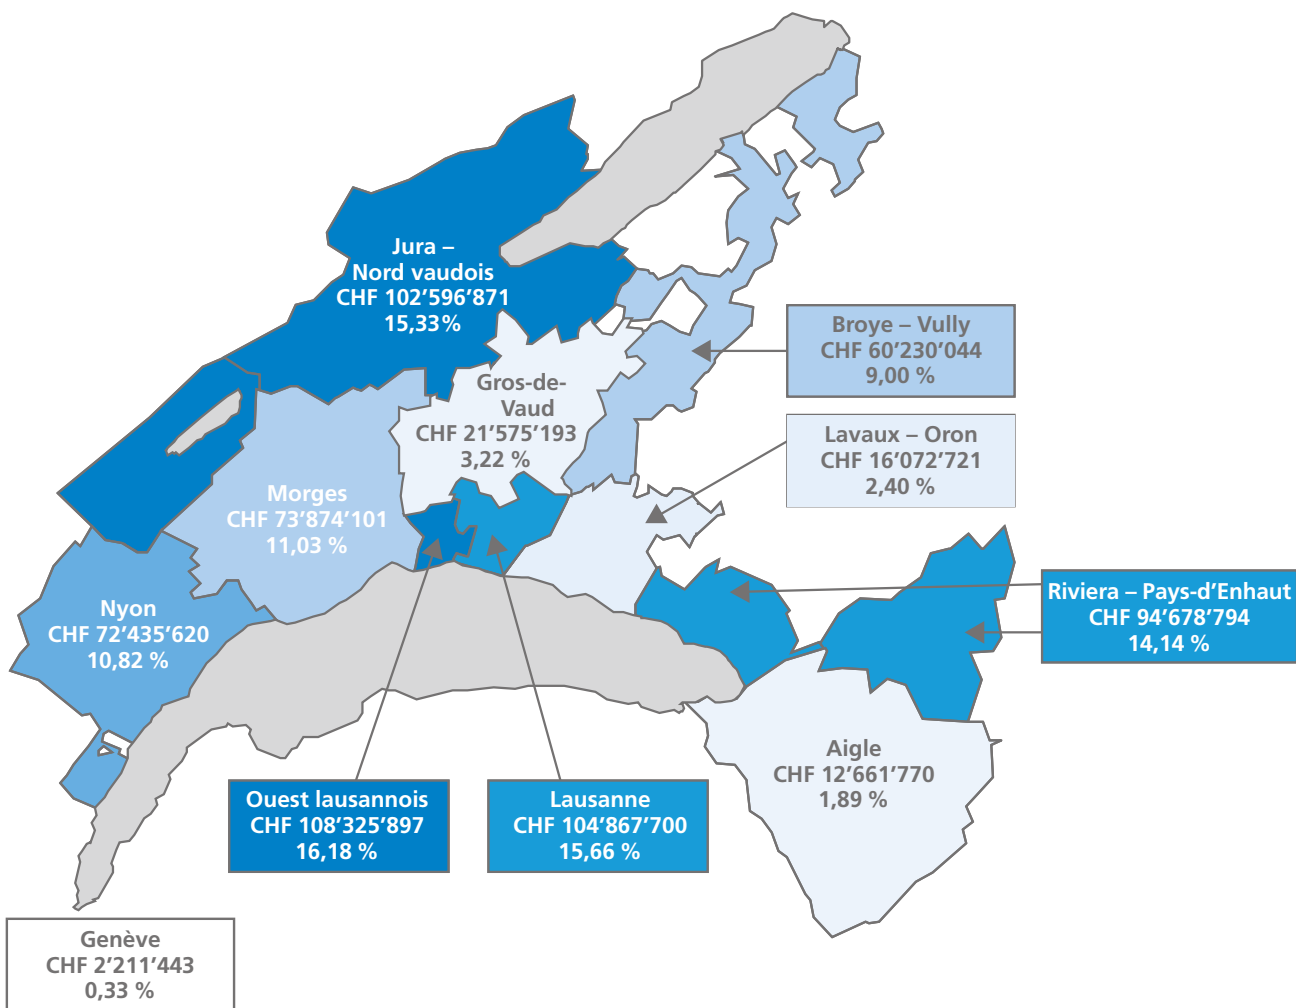 Jura –
Nord vaudois
CHF 102’596’871
15,33%
Broye – Vully
CHF 60’230’044
9,00 %
Gros-de-
Vaud
CHF 21’575’193
3,22 %
Lavaux – Oron
CHF 16’072’721
2,40 %
Morges
CHF 73’874’101
11,03 %
Nyon
CHF 72’435’620
10,82 %
Riviera – Pays-d’Enhaut
CHF 94’678’794
14,14 %
Aigle
CHF 12’661’770
1,89 %
Ouest lausannois
CHF 108’325’897
16,18 %
Lausanne
CHF 104’867’700
15,66 %
Genève
CHF 2’211’443
0,33 %